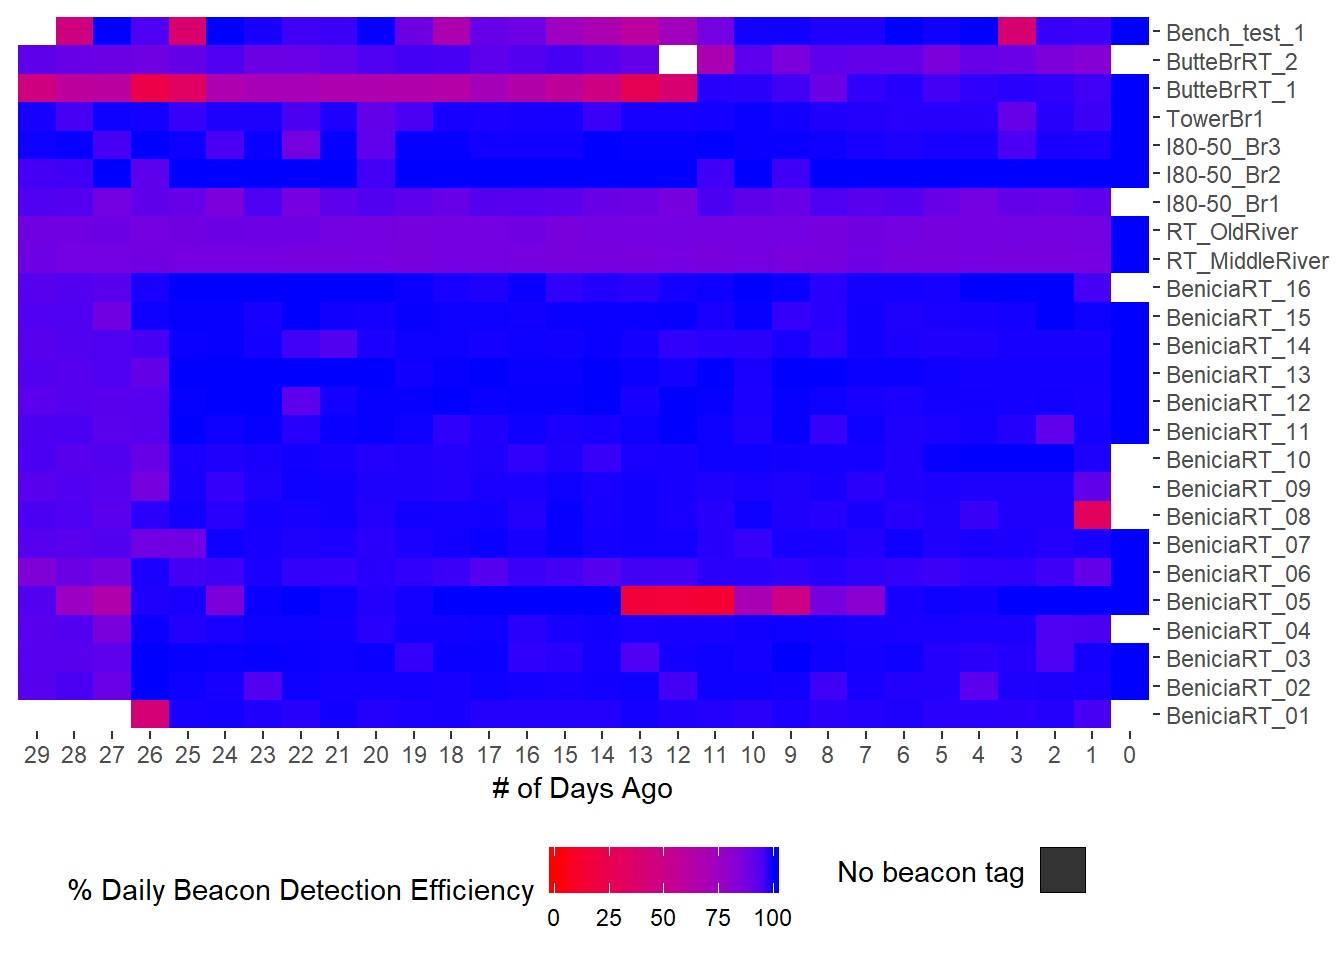 Bench_test_1
ButteBrRT_2
ButteBrRT_1
TowerBr1
I80-50_Br3
I80-50_Br2
I80-50_Br1
RT_OldRiver
RT_MiddleRiver
BeniciaRT_16
BeniciaRT_15
BeniciaRT_14
BeniciaRT_13
BeniciaRT_12
BeniciaRT_11
BeniciaRT_10
BeniciaRT_09
BeniciaRT_08
BeniciaRT_07
BeniciaRT_06
BeniciaRT_05
BeniciaRT_04
BeniciaRT_03
BeniciaRT_02
BeniciaRT_01
29 28 27 26 25 24 23 22 21 20 19 18 17 16 15 14 13 12 11 10 9 8 7 6 5 4 3 2 1 0
# of Days Ago
% Daily Beacon Detection Efficiency
0 25 50 75 100
No beacon tag